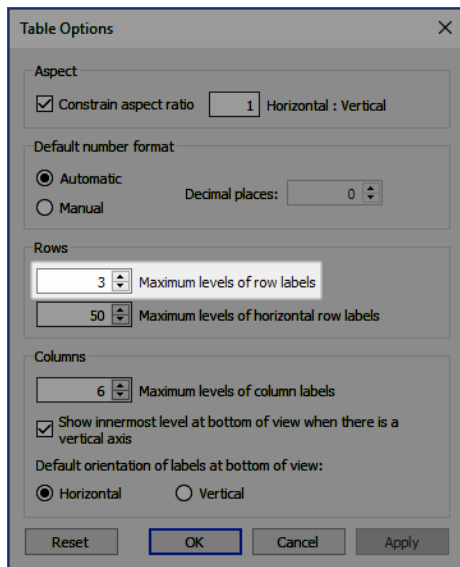 Table Options
Aspect
Constrain aspect ratio 1 Horizontal : Vertical
Default number format
Automatic
Decimal places: 0
Manual
Rows
3 Maximum levels of row labels
50 Maximum levels of horizontal row labels
Columns
6 Maximum levels of column labels
Show innermost level at bottom of view when there is a
vertical axis
Default orientation of labels at bottom of view:
Horizontal Vertical
Reset OK Cancel Apply